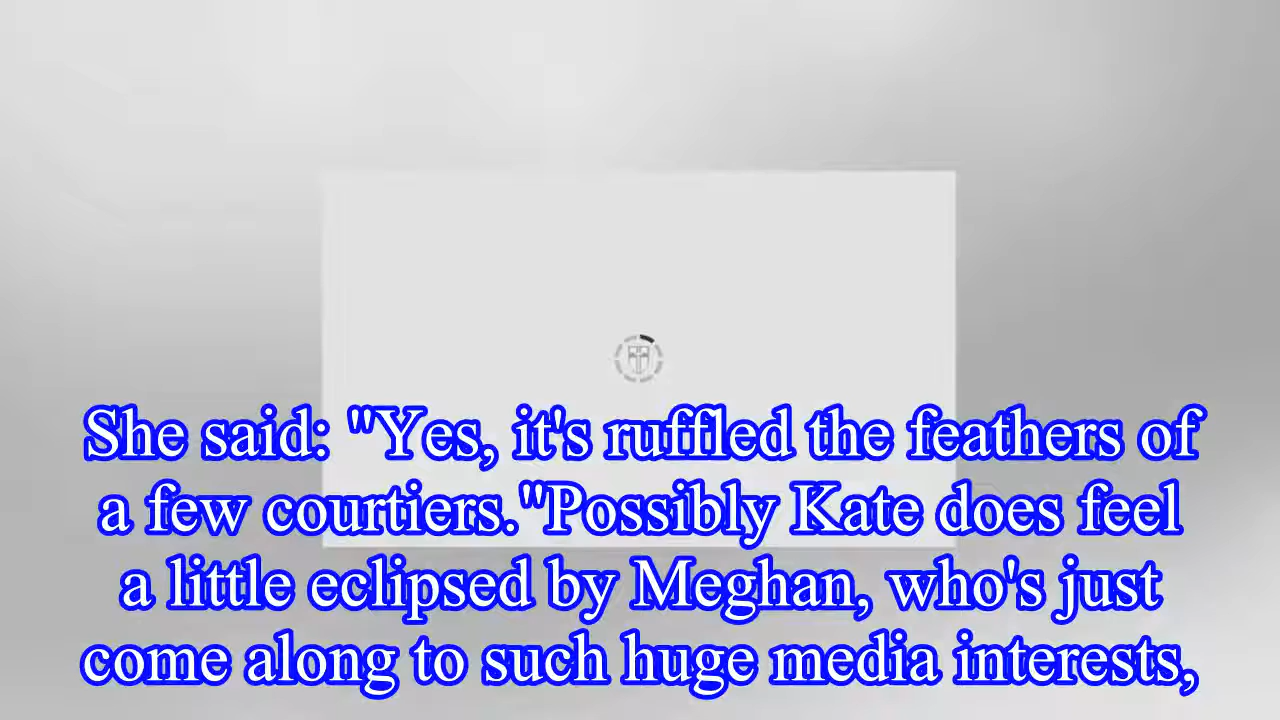 She said: "Yes, it's ruffled the feathers of
a few courtiers."Possibly Kate does feel
a little eclipsed by Meghan, who's just
come along to such huge media interests,